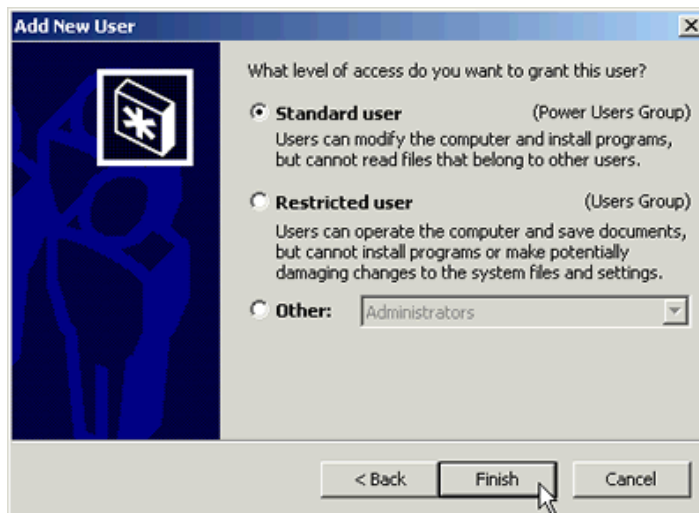 Add New User
What level of access do you want to grant this user?
Standard user (Power Users Group)
Users can modify the computer and install programs,
but cannot read files that belong to other users.
Restricted user (Users Group)
Users can operate the computer and save documents,
but cannot install programs or make potentially
damaging changes to the system files and settings.
Other: Administrators
< Back Finish Cancel